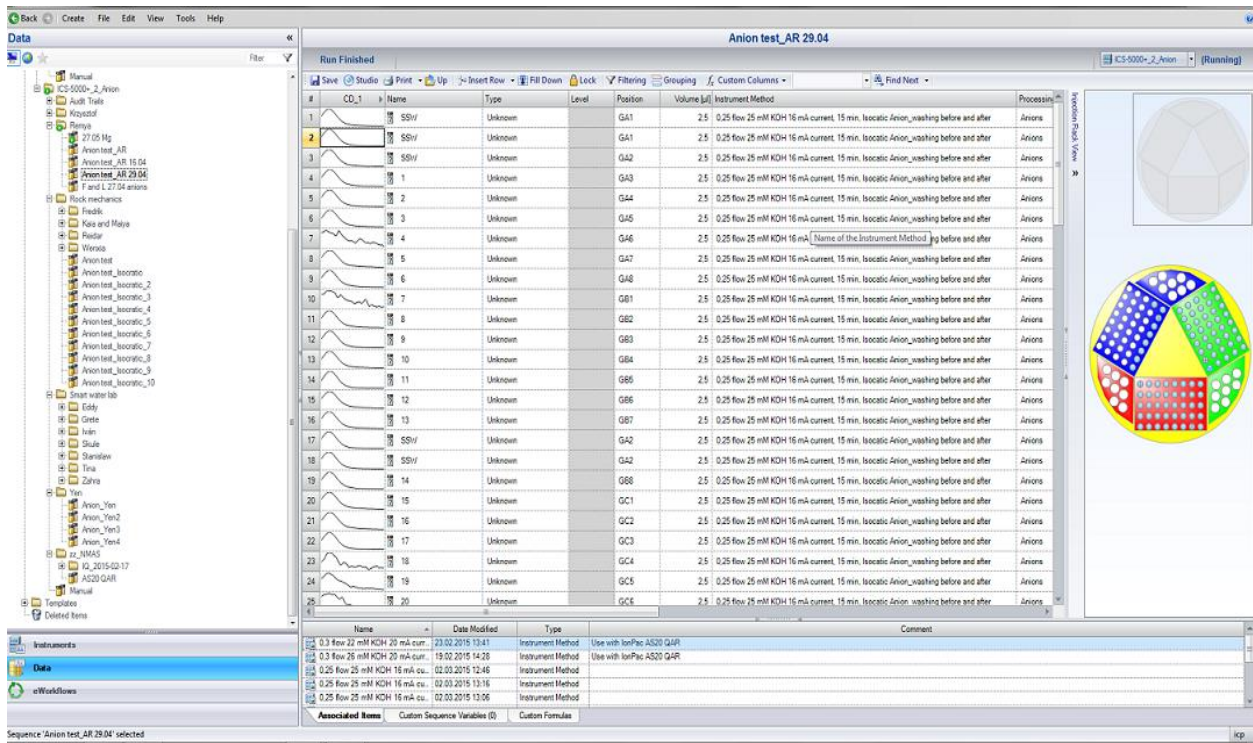 Back Create File Edit View Tools Help
Data «
Anion test_AR 29.04
Filter
Run Finished
ICS-5000+_2_Anion (Running)
Save Studio Print Up Insert Row Fill Down Lock Filtering Grouping Custom Columns Find Next
Manual
ICS-5000+_2_Anion
Audit Trails
Krzysztof
Remya
27.05 Mg
Anion test_AR
Anion test_AR 16.04
Anion test_AR 29.04
F and L 27.04 anions
Rock mechanics
Fredrik
Kaia and Maiya
Reidar
Wenxia
Anion test
Anion test_Isocratic
Anion test_Isocratic_2
Anion test_Isocratic_3
Anion test_Isocratic_4
Anion test_Isocratic_5
Anion test_Isocratic_6
Anion test_Isocratic_7
Anion test_Isocratic_8
Anion test_Isocratic_9
Anion test_Isocratic_10
Smart water lab
Eddy
Grete
Iván
Skule
Stanislaw
Tina
Zahra
Yen
Anion_Yen
Anion_Yen2
Anion_Yen3
Anion_Yen4
zz_NMAS
IQ_2015-02-17
AS20 QAR
Manual
Templates
Deleted Items
Instruments
Data
eWorkflows
# CD_1 Name Type Level Position Volume [µl] Instrument Method Processing
1 SSW Unknown GA1 2.5 0,25 flow 25 mM KOH 16 mA current, 15 min, Isocatic Anion_washing before and after Anions
2 SSW Unknown GA1 2.5 0,25 flow 25 mM KOH 16 mA current, 15 min, Isocatic Anion_washing before and after Anions
3 SSW Unknown GA2 2.5 0,25 flow 25 mM KOH 16 mA current, 15 min, Isocatic Anion_washing before and after Anions
4 1 Unknown GA3 2.5 0,25 flow 25 mM KOH 16 mA current, 15 min, Isocatic Anion_washing before and after Anions
5 2 Unknown GA4 2.5 0,25 flow 25 mM KOH 16 mA current, 15 min, Isocatic Anion_washing before and after Anions
6 3 Unknown GA5 2.5 0,25 flow 25 mM KOH 16 mA current, 15 min, Isocatic Anion_washing before and after Anions
7 4 Unknown GA6 2.5 0,25 flow 25 mM KOH 16 mA Name of the Instrument Method ng before and after Anions
8 5 Unknown GA7 2.5 0,25 flow 25 mM KOH 16 mA current, 15 min, Isocatic Anion_washing before and after Anions
9 6 Unknown GA8 2.5 0,25 flow 25 mM KOH 16 mA current, 15 min, Isocatic Anion_washing before and after Anions
10 7 Unknown GB1 2.5 0,25 flow 25 mM KOH 16 mA current, 15 min, Isocatic Anion_washing before and after Anions
11 8 Unknown GB2 2.5 0,25 flow 25 mM KOH 16 mA current, 15 min, Isocatic Anion_washing before and after Anions
12 9 Unknown GB3 2.5 0,25 flow 25 mM KOH 16 mA current, 15 min, Isocatic Anion_washing before and after Anions
13 10 Unknown GB4 2.5 0,25 flow 25 mM KOH 16 mA current, 15 min, Isocatic Anion_washing before and after Anions
14 11 Unknown GB5 2.5 0,25 flow 25 mM KOH 16 mA current, 15 min, Isocatic Anion_washing before and after Anions
15 12 Unknown GB6 2.5 0,25 flow 25 mM KOH 16 mA current, 15 min, Isocatic Anion_washing before and after Anions
16 13 Unknown GB7 2.5 0,25 flow 25 mM KOH 16 mA current, 15 min, Isocatic Anion_washing before and after Anions
17 SSW Unknown GA2 2.5 0,25 flow 25 mM KOH 16 mA current, 15 min, Isocatic Anion_washing before and after Anions
18 SSW Unknown GA2 2.5 0,25 flow 25 mM KOH 16 mA current, 15 min, Isocatic Anion_washing before and after Anions
19 14 Unknown GB8 2.5 0,25 flow 25 mM KOH 16 mA current, 15 min, Isocatic Anion_washing before and after Anions
20 15 Unknown GC1 2.5 0,25 flow 25 mM KOH 16 mA current, 15 min, Isocatic Anion_washing before and after Anions
21 16 Unknown GC2 2.5 0,25 flow 25 mM KOH 16 mA current, 15 min, Isocatic Anion_washing before and after Anions
22 17 Unknown GC3 2.5 0,25 flow 25 mM KOH 16 mA current, 15 min, Isocatic Anion_washing before and after Anions
23 18 Unknown GC4 2.5 0,25 flow 25 mM KOH 16 mA current, 15 min, Isocatic Anion_washing before and after Anions
24 19 Unknown GC5 2.5 0,25 flow 25 mM KOH 16 mA current, 15 min, Isocatic Anion_washing before and after Anions
25 20 Unknown GC6 2.5 0,25 flow 25 mM KOH 16 mA current, 15 min, Isocatic Anion_washing before and after Anions
Injection Rack View »
Name Date Modified Type Comment
0.3 flow 22 mM KOH 20 mA curr... 23.02.2015 13:41 Instrument Method Use with IonPac AS20 QAR
0.3 flow 26 mM KOH 20 mA curr... 19.02.2015 14:28 Instrument Method Use with IonPac AS20 QAR
0.25 flow 25 mM KOH 16 mA cu... 02.03.2015 12:46 Instrument Method
0.25 flow 25 mM KOH 16 mA cu... 02.03.2015 13:16 Instrument Method
0.25 flow 25 mM KOH 16 mA cu... 02.03.2015 13:06 Instrument Method
Associated Items Custom Sequence Variables (0) Custom Formulas
Sequence 'Anion test_AR 29.04' selected icp